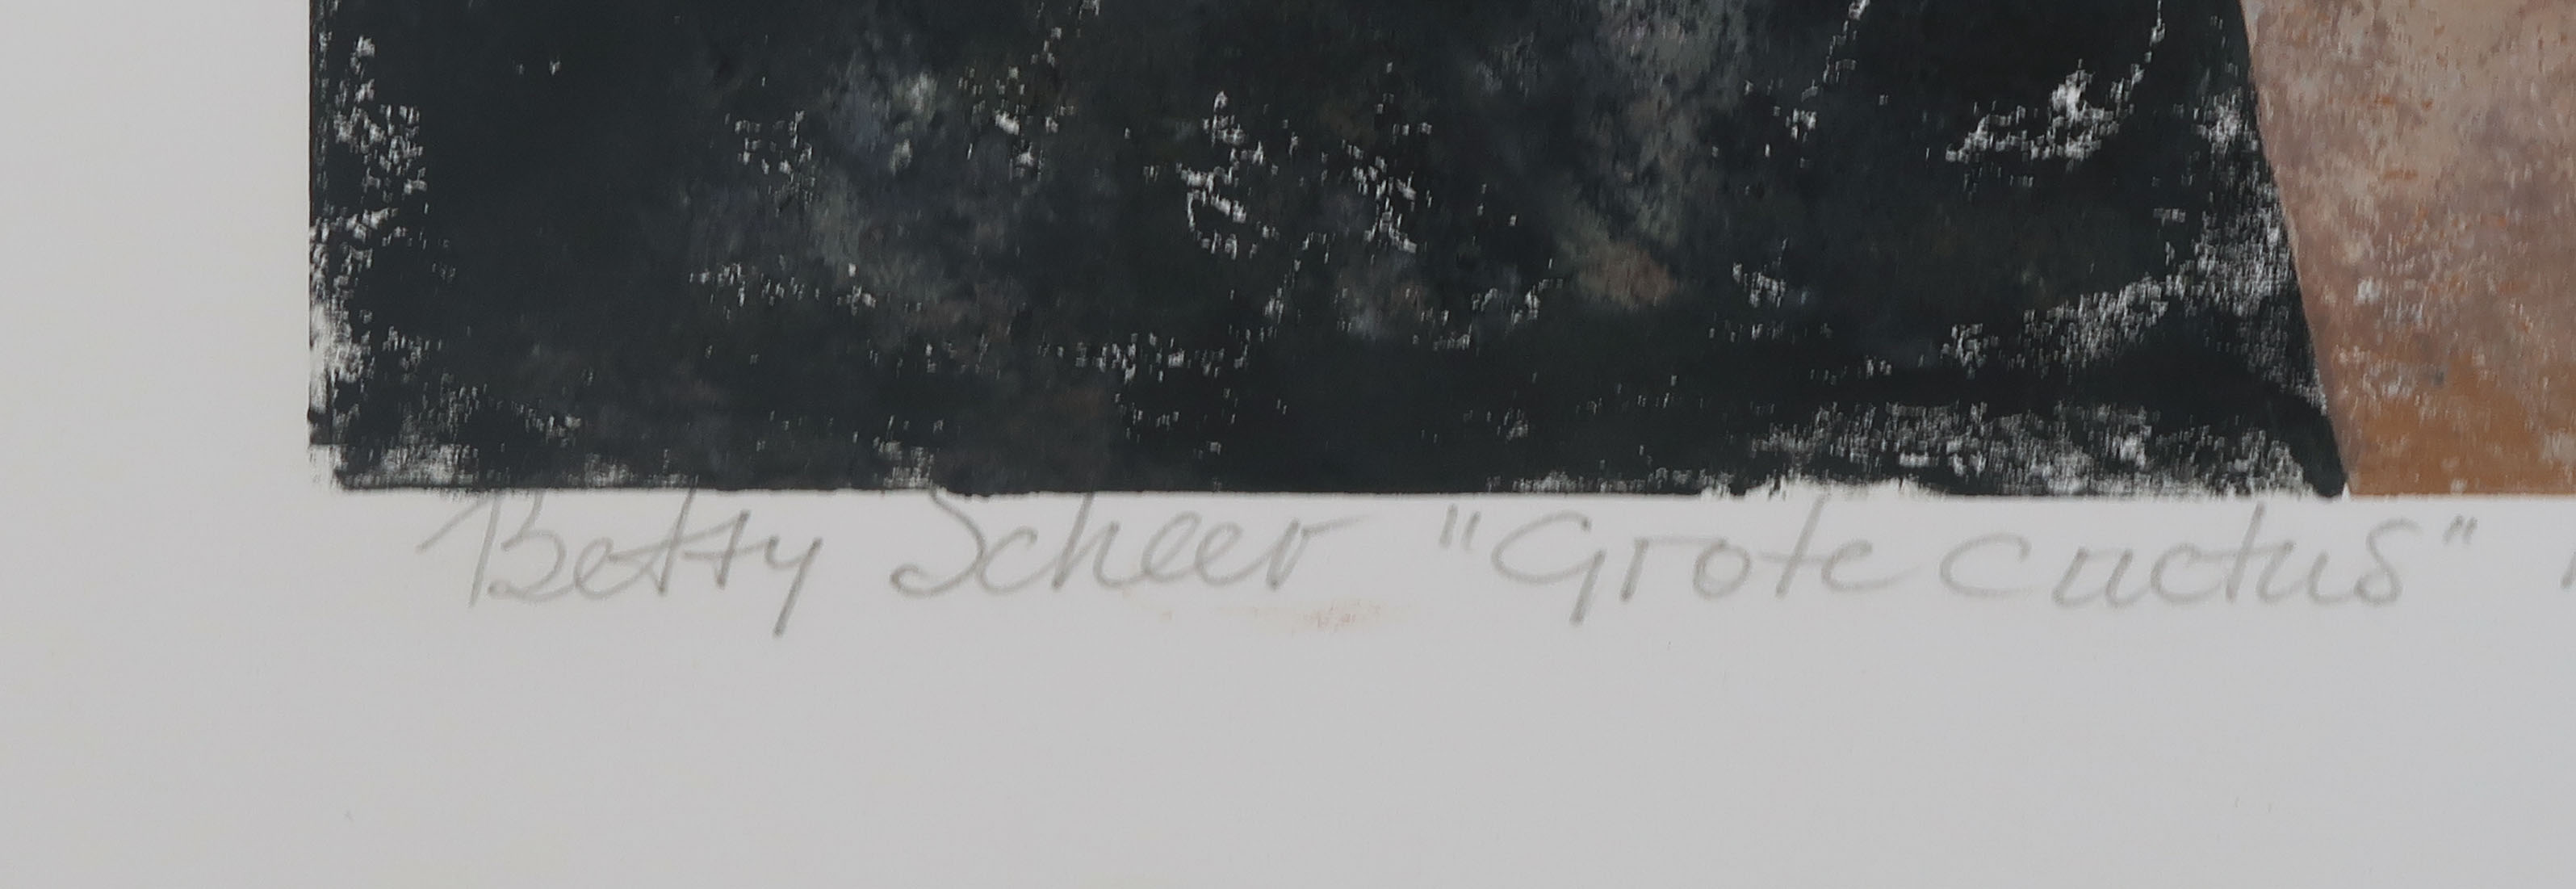 Betty Scheer "Grote cactus"